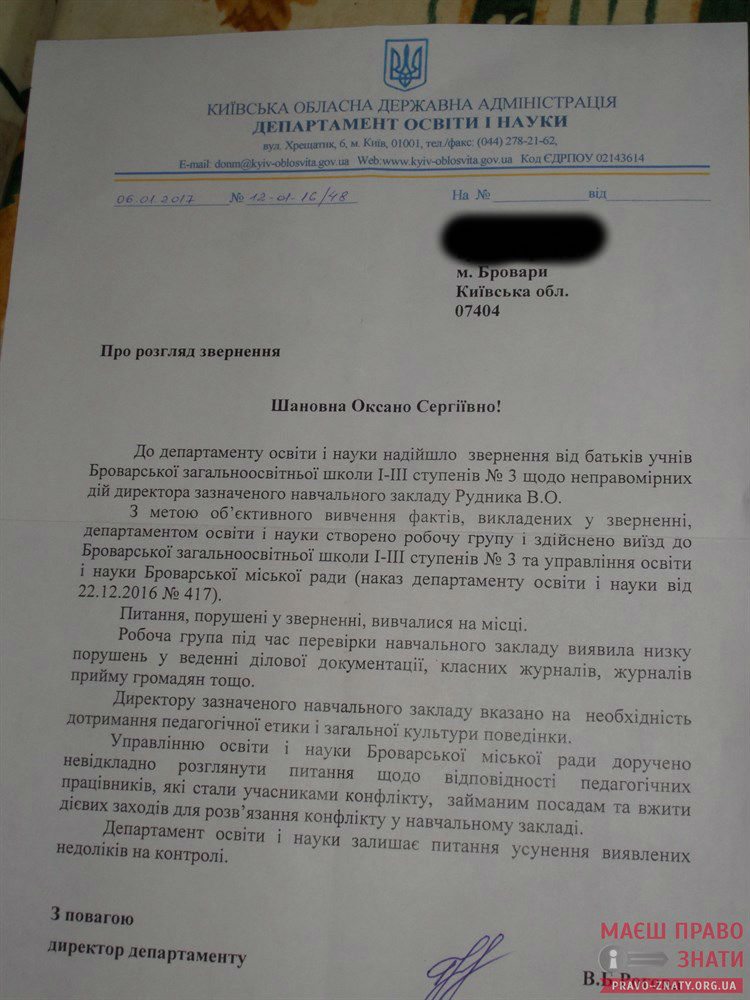 КИЇВСЬКА ОБЛАСНА ДЕРЖАВНА АДМІНІСТРАЦІЯ
ДЕПАРТАМЕНТ ОСВІТИ І НАУКИ
вул. Хрещатик, 6, м. Київ, 01001, тел./факс: (044) 278-21-62,
E-mail: donm@kyiv-oblosvita.gov.ua Web:www.kyiv-oblosvita.gov.ua Код ЄДРПОУ 02143614
06.01.2017 № 12-01-16/48 На № від
м. Бровари
Київська обл.
07404
Про розгляд звернення
Шановна Оксано Сергіївно!
До департаменту освіти і науки надійшло звернення від батьків учнів
Броварської загальноосвітньої школи І-ІІІ ступенів № 3 щодо неправомірних
дій директора зазначеного навчального закладу Рудника В.О.
З метою об’єктивного вивчення фактів, викладених у зверненні,
департаментом освіти і науки створено робочу групу і здійснено виїзд до
Броварської загальноосвітньої школи І-ІІІ ступенів № 3 та управління освіти
і науки Броварської міської ради (наказ департаменту освіти і науки від
22.12.2016 № 417).
Питання, порушені у зверненні, вивчалися на місці.
Робоча група під час перевірки навчального закладу виявила низку
порушень у веденні ділової документації, класних журналів, журналів
прийму громадян тощо.
Директору зазначеного навчального закладу вказано на необхідність
дотримання педагогічної етики і загальної культури поведінки.
Управлінню освіти і науки Броварської міської ради доручено
невідкладно розглянути питання щодо відповідності педагогічних
працівників, які стали учасниками конфлікту, займаним посадам та вжити
дієвих заходів для розв’язання конфлікту у навчальному закладі.
Департамент освіти і науки залишає питання усунення виявлених
недоліків на контролі.
З повагою
директор департаменту
В.Б.
МАЄШ ПРАВО
ЗНАТИ
PRAVO-ZNATY.ORG.UA